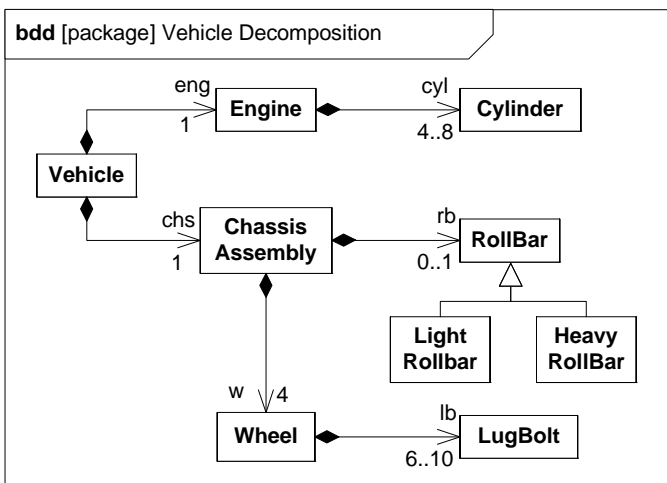 bdd [package] Vehicle Decomposition
eng
1
Engine
cyl
4..8
Cylinder
Vehicle
chs
1
Chassis
Assembly
rb
0..1
RollBar
Light
Rollbar
Heavy
RollBar
w
4
Wheel
lb
6..10
LugBolt